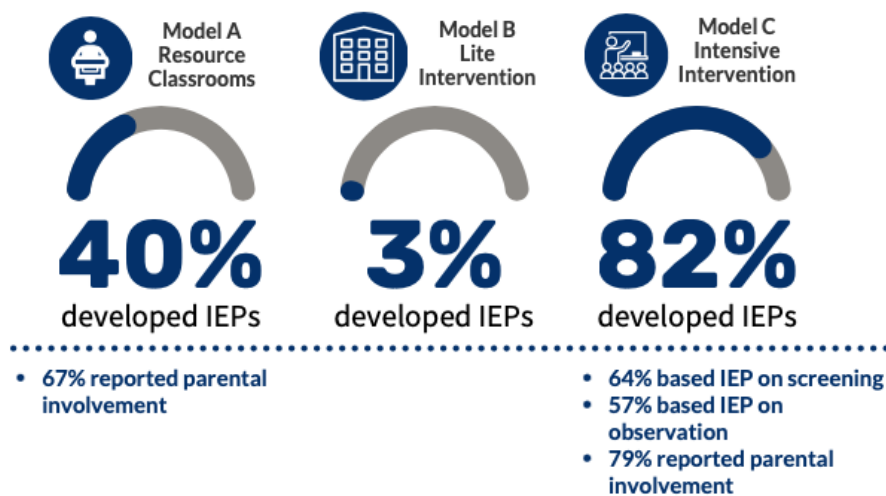 Model A
Resource
Classrooms
Model B
Lite
Intervention
Model C
Intensive
Intervention
40%
developed IEPs
3%
developed IEPs
82%
developed IEPs
• 67% reported parental
involvement
• 64% based IEP on screening
• 57% based IEP on
observation
• 79% reported parental
involvement